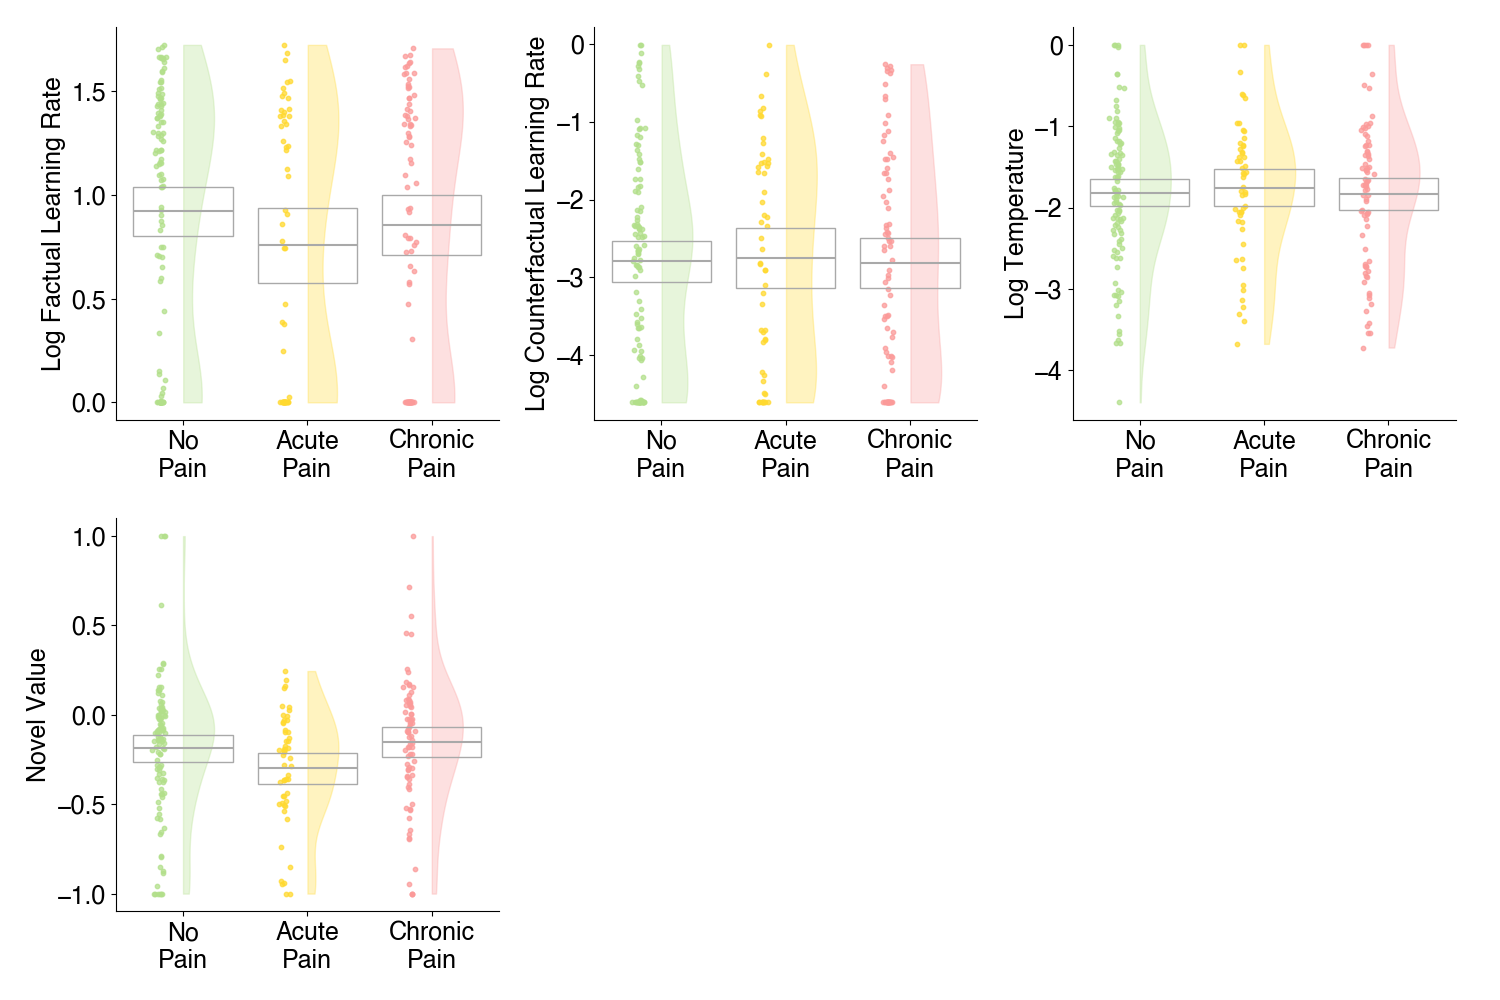 Log Factual Learning Rate
1.5
1.0
0.5
0.0
No
Pain
Acute
Pain
Chronic
Pain
Log Counterfactual Learning Rate
0
−1
−2
−3
−4
No
Pain
Acute
Pain
Chronic
Pain
Log Temperature
0
−1
−2
−3
−4
No
Pain
Acute
Pain
Chronic
Pain
Novel Value
1.0
0.5
0.0
−0.5
−1.0
No
Pain
Acute
Pain
Chronic
Pain